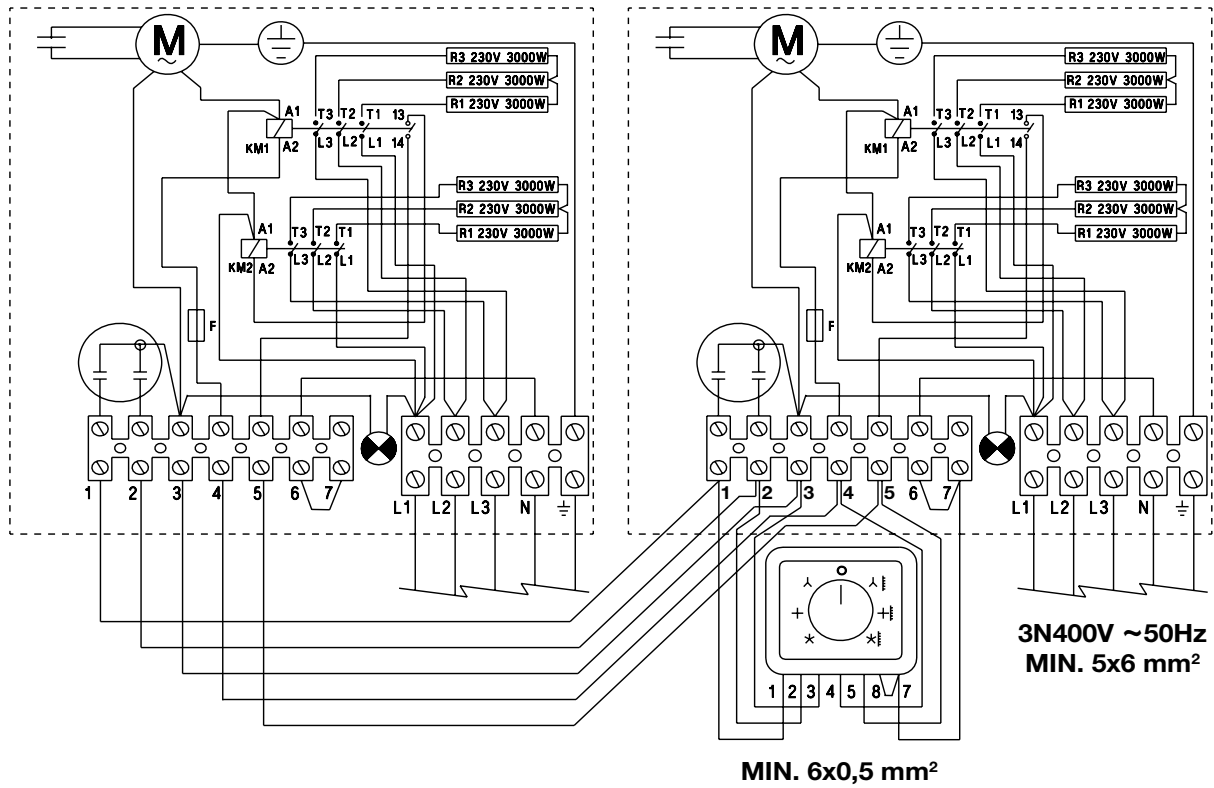 M
R3 230V 3000W
R2 230V 3000W
R1 230V 3000W
A1
T3 T2 T1 13
KM1 A2 L3 L2 L1 14
R3 230V 3000W
R2 230V 3000W
R1 230V 3000W
A1
T3 T2 T1
KM2 A2 L3 L2 L1
F
1 2 3 4 5 6 7
L1 L2 L3 N
M
R3 230V 3000W
R2 230V 3000W
R1 230V 3000W
A1
T3 T2 T1 13
KM1 A2 L3 L2 L1 14
R3 230V 3000W
R2 230V 3000W
R1 230V 3000W
A1
T3 T2 T1
KM2 A2 L3 L2 L1
F
1 2 3 4 5 6 7
L1 L2 L3 N
1 2 3 4 5 8 7
3N400V ~50Hz
MIN. 5x6 mm²
MIN. 6x0,5 mm²